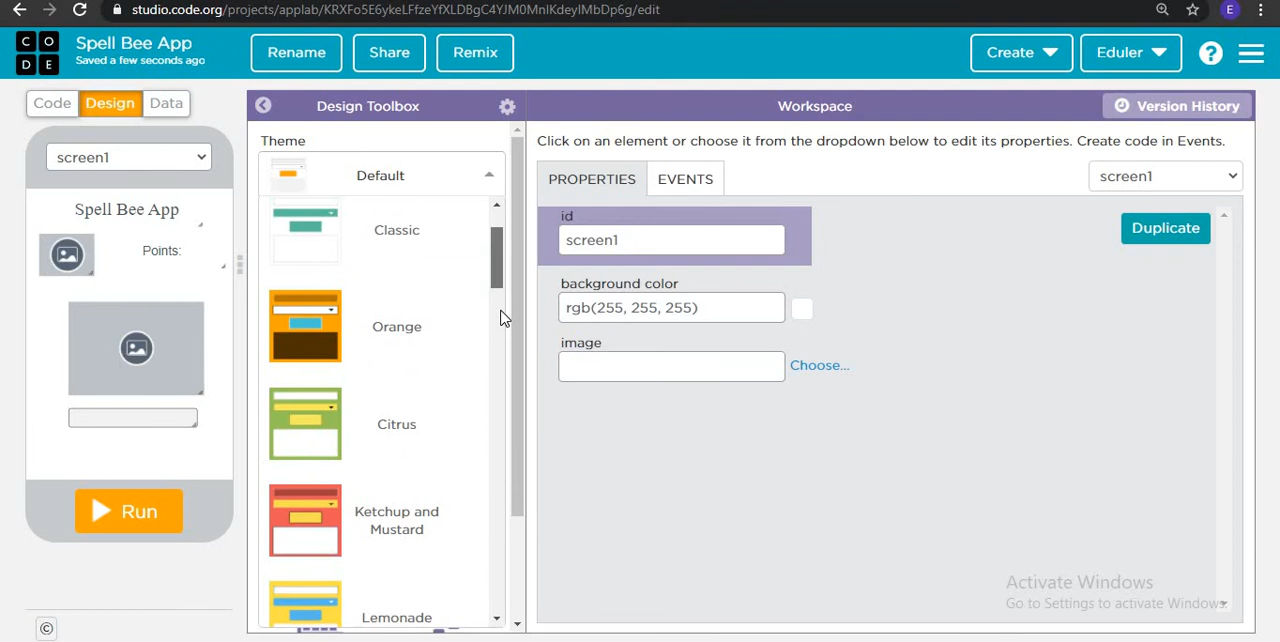 studio.code.org/projects/applab/KRXFo5E6ykeLFfzeYfXLDBgC4YJM0MnlKdeylMbDp6g/edit
E
C O
D E
Spell Bee App
Saved a few seconds ago
Rename
Share
Remix
Create
Eduler
?
Code
Design
Data
Design Toolbox
Workspace
Version History
screen1
Spell Bee App
Points:
Run
©
Theme
Default
Classic
Orange
Citrus
Ketchup and
Mustard
Lemonade
Click on an element or choose it from the dropdown below to edit its properties. Create code in Events.
PROPERTIES
EVENTS
screen1
id
screen1
Duplicate
background color
rgb(255, 255, 255)
image
Choose...
Activate Windows
Go to Settings to activate Windows.